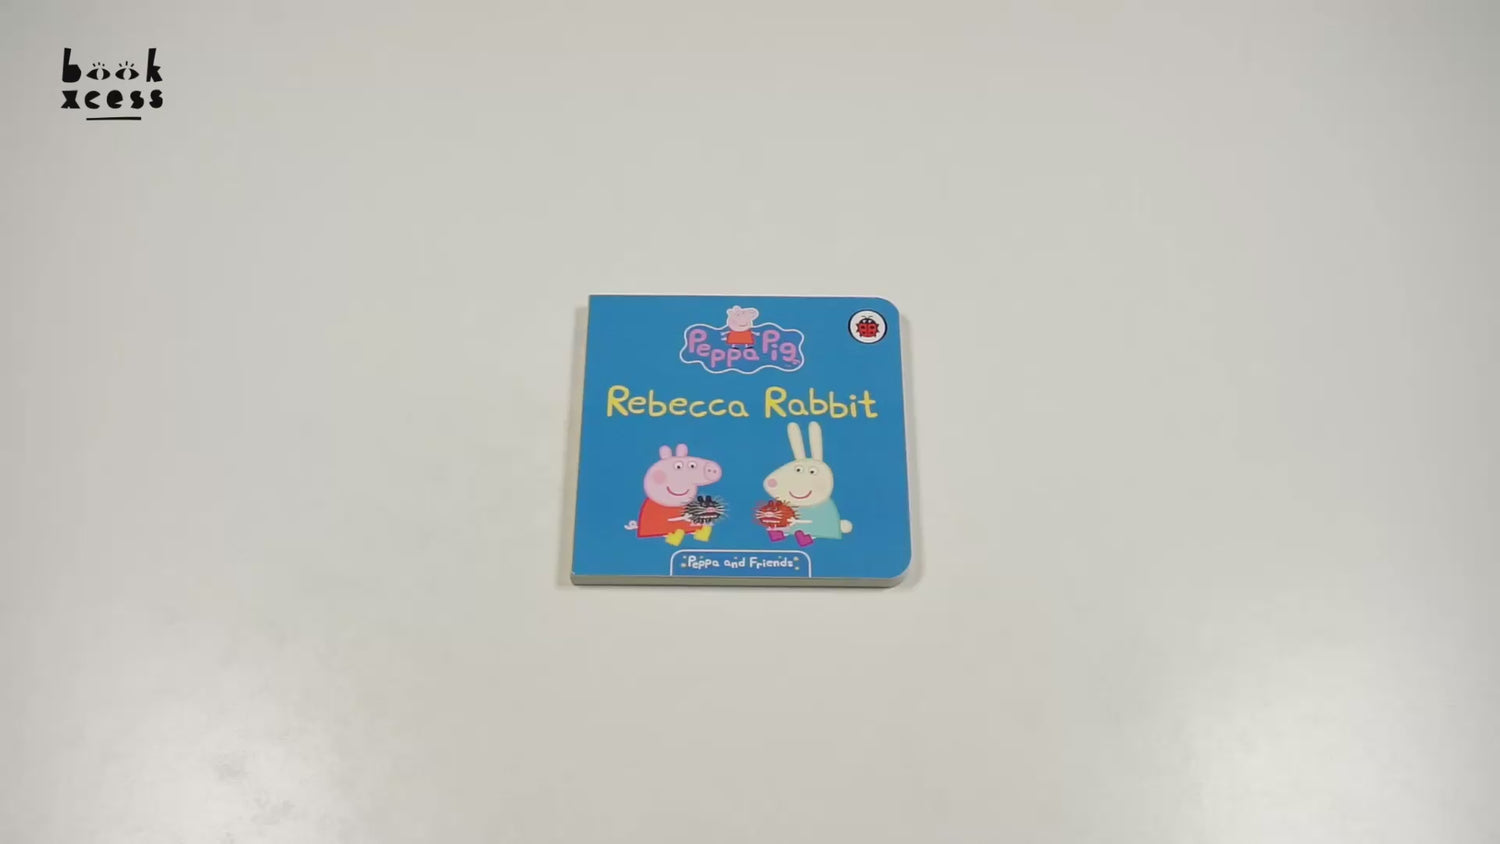 book
xcess
Peppa Pig
Rebecca Rabbit
Peppa and Friends